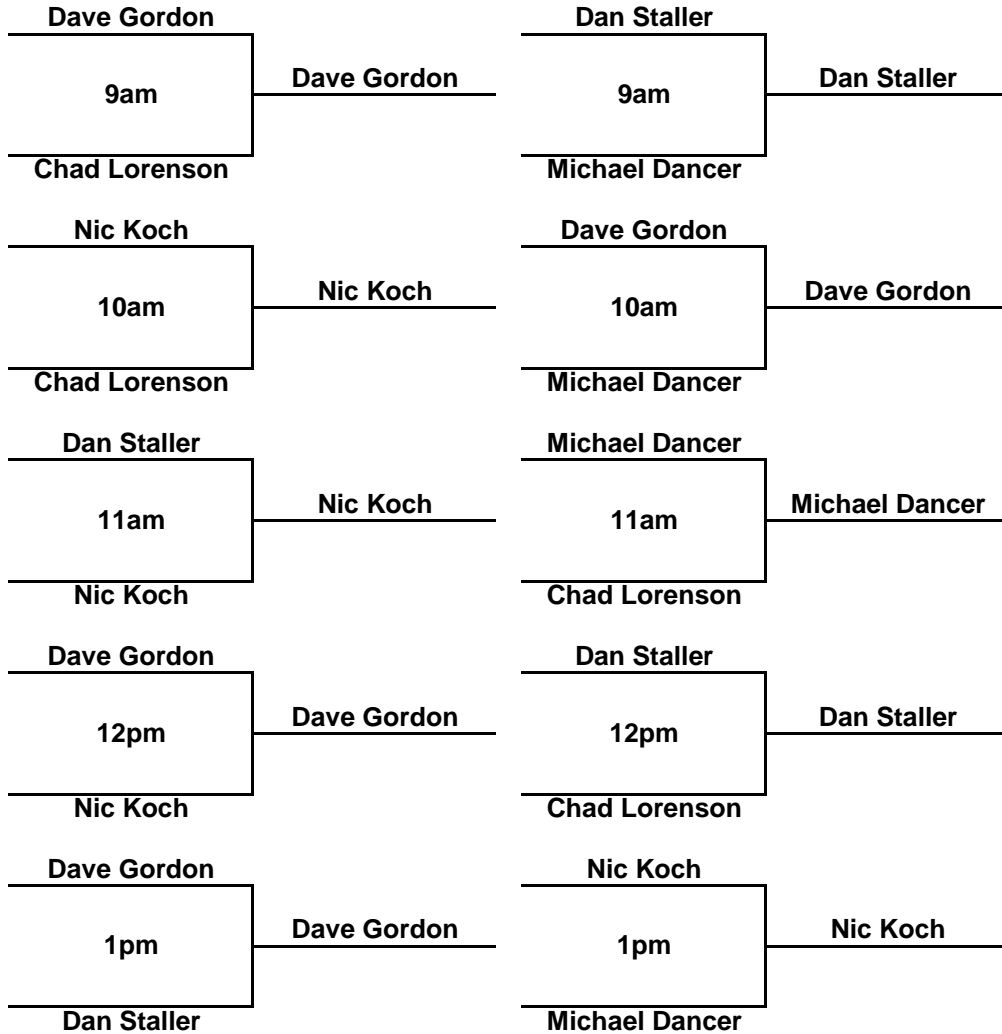 Dave Gordon
9am
Dave Gordon
Chad Lorenson
Dan Staller
9am
Dan Staller
Michael Dancer
Nic Koch
10am
Nic Koch
Chad Lorenson
Dave Gordon
10am
Dave Gordon
Michael Dancer
Dan Staller
11am
Nic Koch
Nic Koch
Michael Dancer
11am
Michael Dancer
Chad Lorenson
Dave Gordon
12pm
Dave Gordon
Nic Koch
Dan Staller
12pm
Dan Staller
Chad Lorenson
Dave Gordon
1pm
Dave Gordon
Dan Staller
Nic Koch
1pm
Nic Koch
Michael Dancer